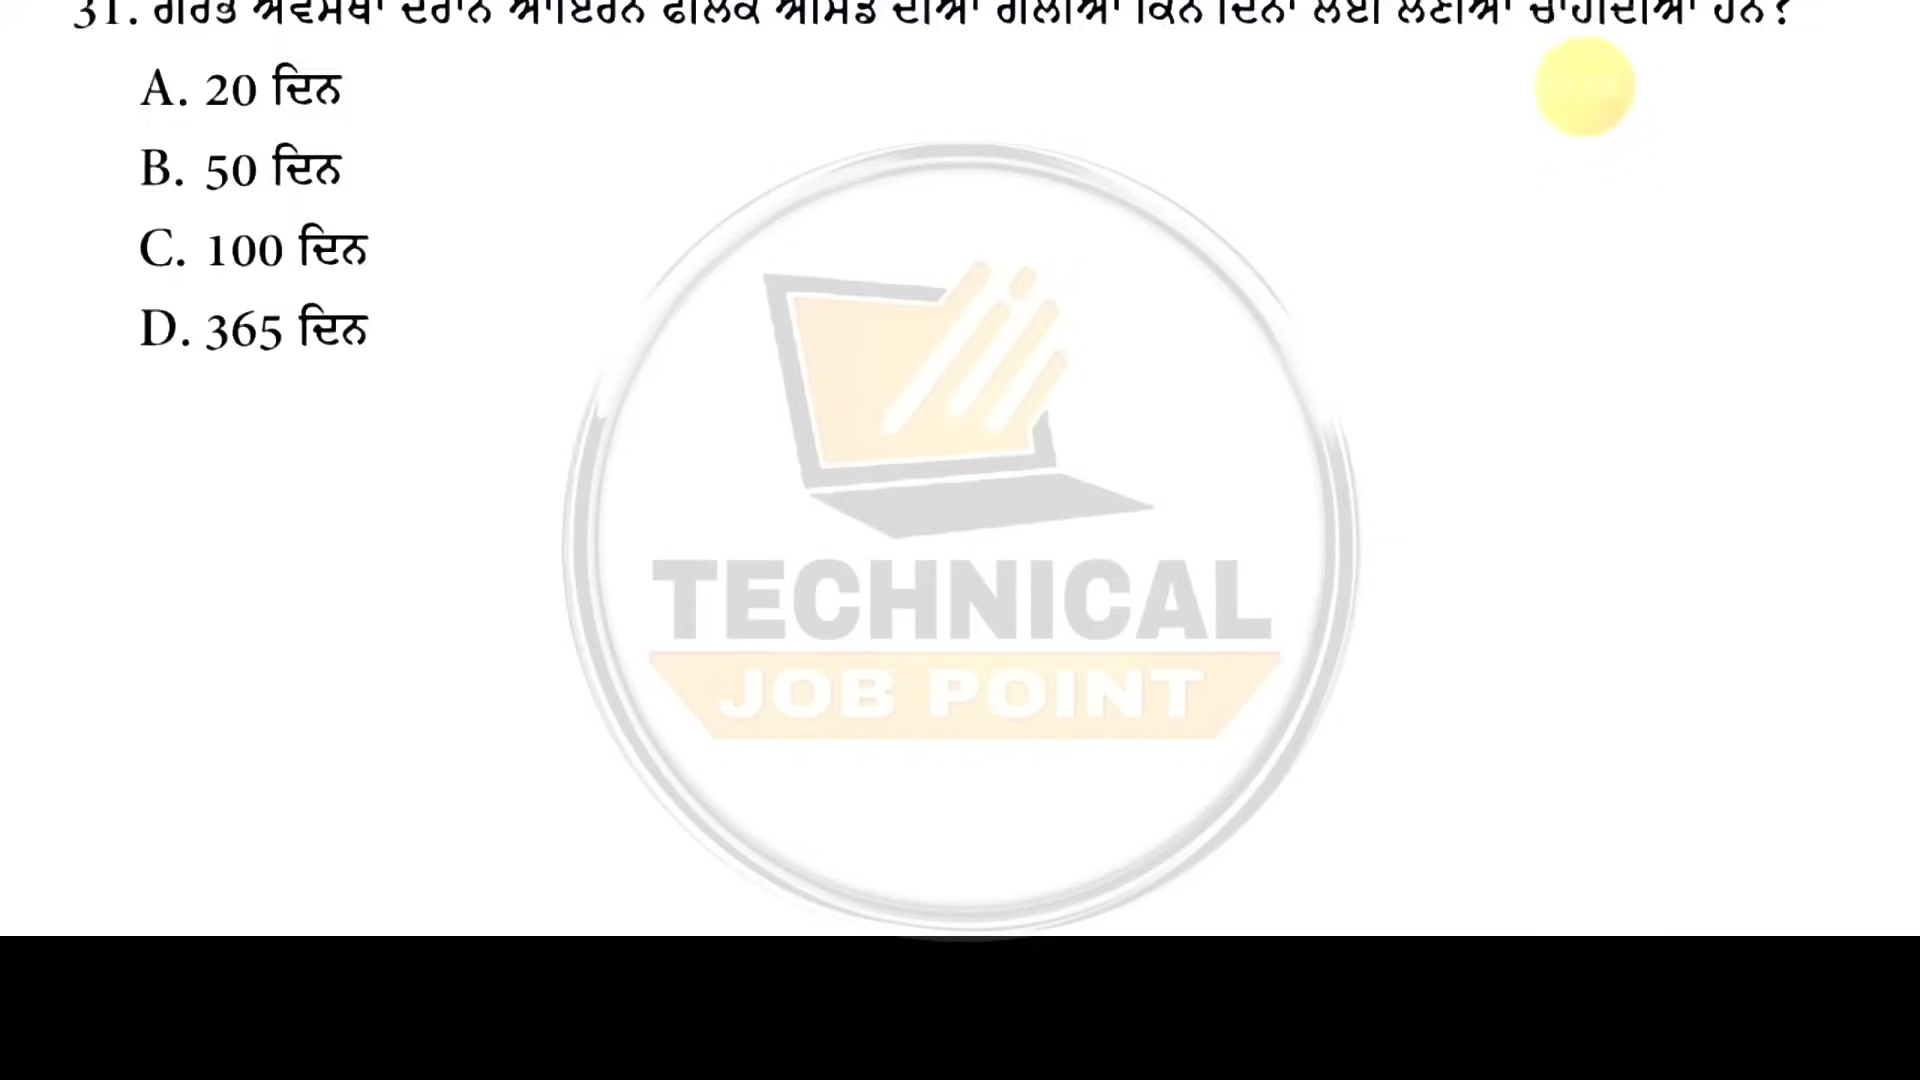 31. ਗਰਭ ਅਵਸਥਾ ਦੌਰਾਨ ਆਇਰਨ ਫੋਲਿਕ ਐਸਿਡ ਦੀਆਂ ਗੋਲੀਆਂ ਕਿੰਨੇ ਦਿਨਾਂ ਲਈ ਲੈਣੀਆਂ ਚਾਹੀਦੀਆਂ ਹਨ?
A. 20 ਦਿਨ
B. 50 ਦਿਨ
C. 100 ਦਿਨ
D. 365 ਦਿਨ
TECHNICAL
JOB POINT